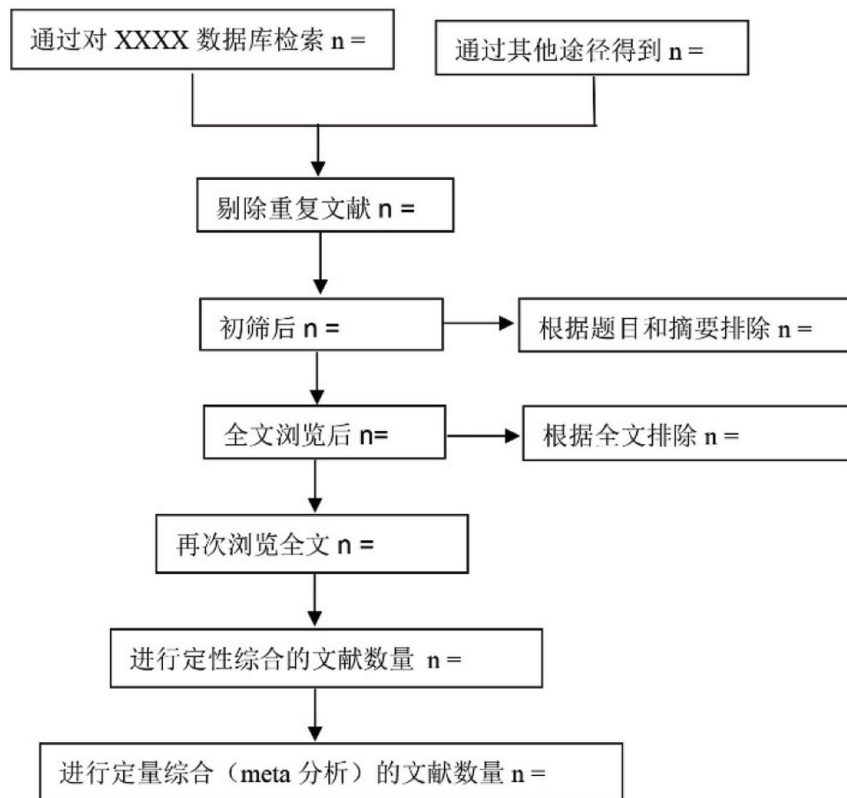 通过对 XXXX 数据库检索 n =
通过其他途径得到 n =
剔除重复文献 n =
初筛后 n =
根据题目和摘要排除 n =
全文浏览后 n=
根据全文排除 n =
再次浏览全文 n =
进行定性综合的文献数量 n =
进行定量综合（meta 分析）的文献数量 n =